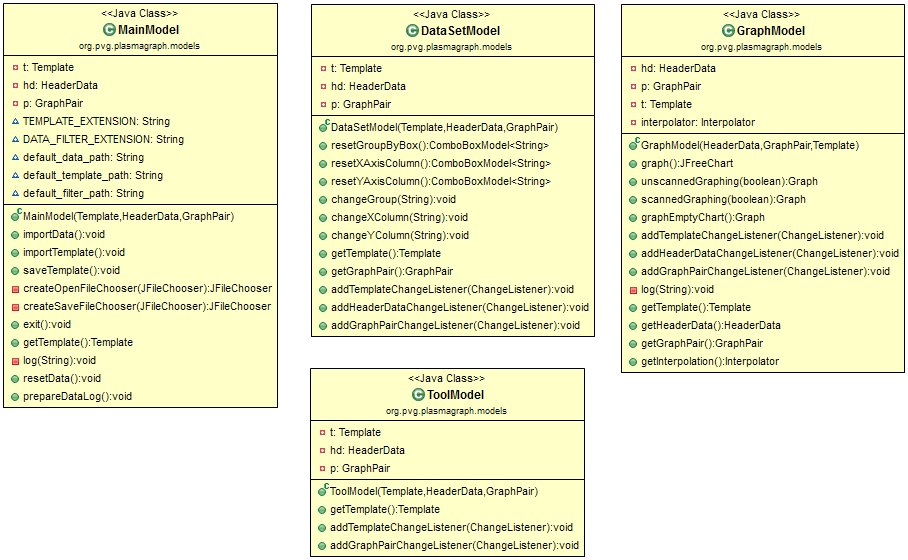 <<Java Class>>
MainModel
org.pvg.plasmagraph.models
t: Template
hd: HeaderData
p: GraphPair
TEMPLATE_EXTENSION: String
DATA_FILTER_EXTENSION: String
default_data_path: String
default_template_path: String
default_filter_path: String
MainModel(Template,HeaderData,GraphPair)
importData():void
importTemplate():void
saveTemplate():void
createOpenFileChooser(JFileChooser):JFileChooser
createSaveFileChooser(JFileChooser):JFileChooser
exit():void
getTemplate():Template
log(String):void
resetData():void
prepareDataLog():void
<<Java Class>>
DataSetModel
org.pvg.plasmagraph.models
t: Template
hd: HeaderData
p: GraphPair
DataSetModel(Template,HeaderData,GraphPair)
resetGroupByBox():ComboBoxModel<String>
resetXAxisColumn():ComboBoxModel<String>
resetYAxisColumn():ComboBoxModel<String>
changeGroup(String):void
changeXColumn(String):void
changeYColumn(String):void
getTemplate():Template
getGraphPair():GraphPair
addTemplateChangeListener(ChangeListener):void
addHeaderDataChangeListener(ChangeListener):void
addGraphPairChangeListener(ChangeListener):void
<<Java Class>>
GraphModel
org.pvg.plasmagraph.models
hd: HeaderData
p: GraphPair
t: Template
interpolator: Interpolator
GraphModel(HeaderData,GraphPair,Template)
graph():JFreeChart
unscannedGraphing(boolean):Graph
scannedGraphing(boolean):Graph
graphEmptyChart():Graph
addTemplateChangeListener(ChangeListener):void
addHeaderDataChangeListener(ChangeListener):void
addGraphPairChangeListener(ChangeListener):void
log(String):void
getTemplate():Template
getHeaderData():HeaderData
getGraphPair():GraphPair
getInterpolation():Interpolator
<<Java Class>>
ToolModel
org.pvg.plasmagraph.models
t: Template
hd: HeaderData
p: GraphPair
ToolModel(Template,HeaderData,GraphPair)
getTemplate():Template
addTemplateChangeListener(ChangeListener):void
addGraphPairChangeListener(ChangeListener):void